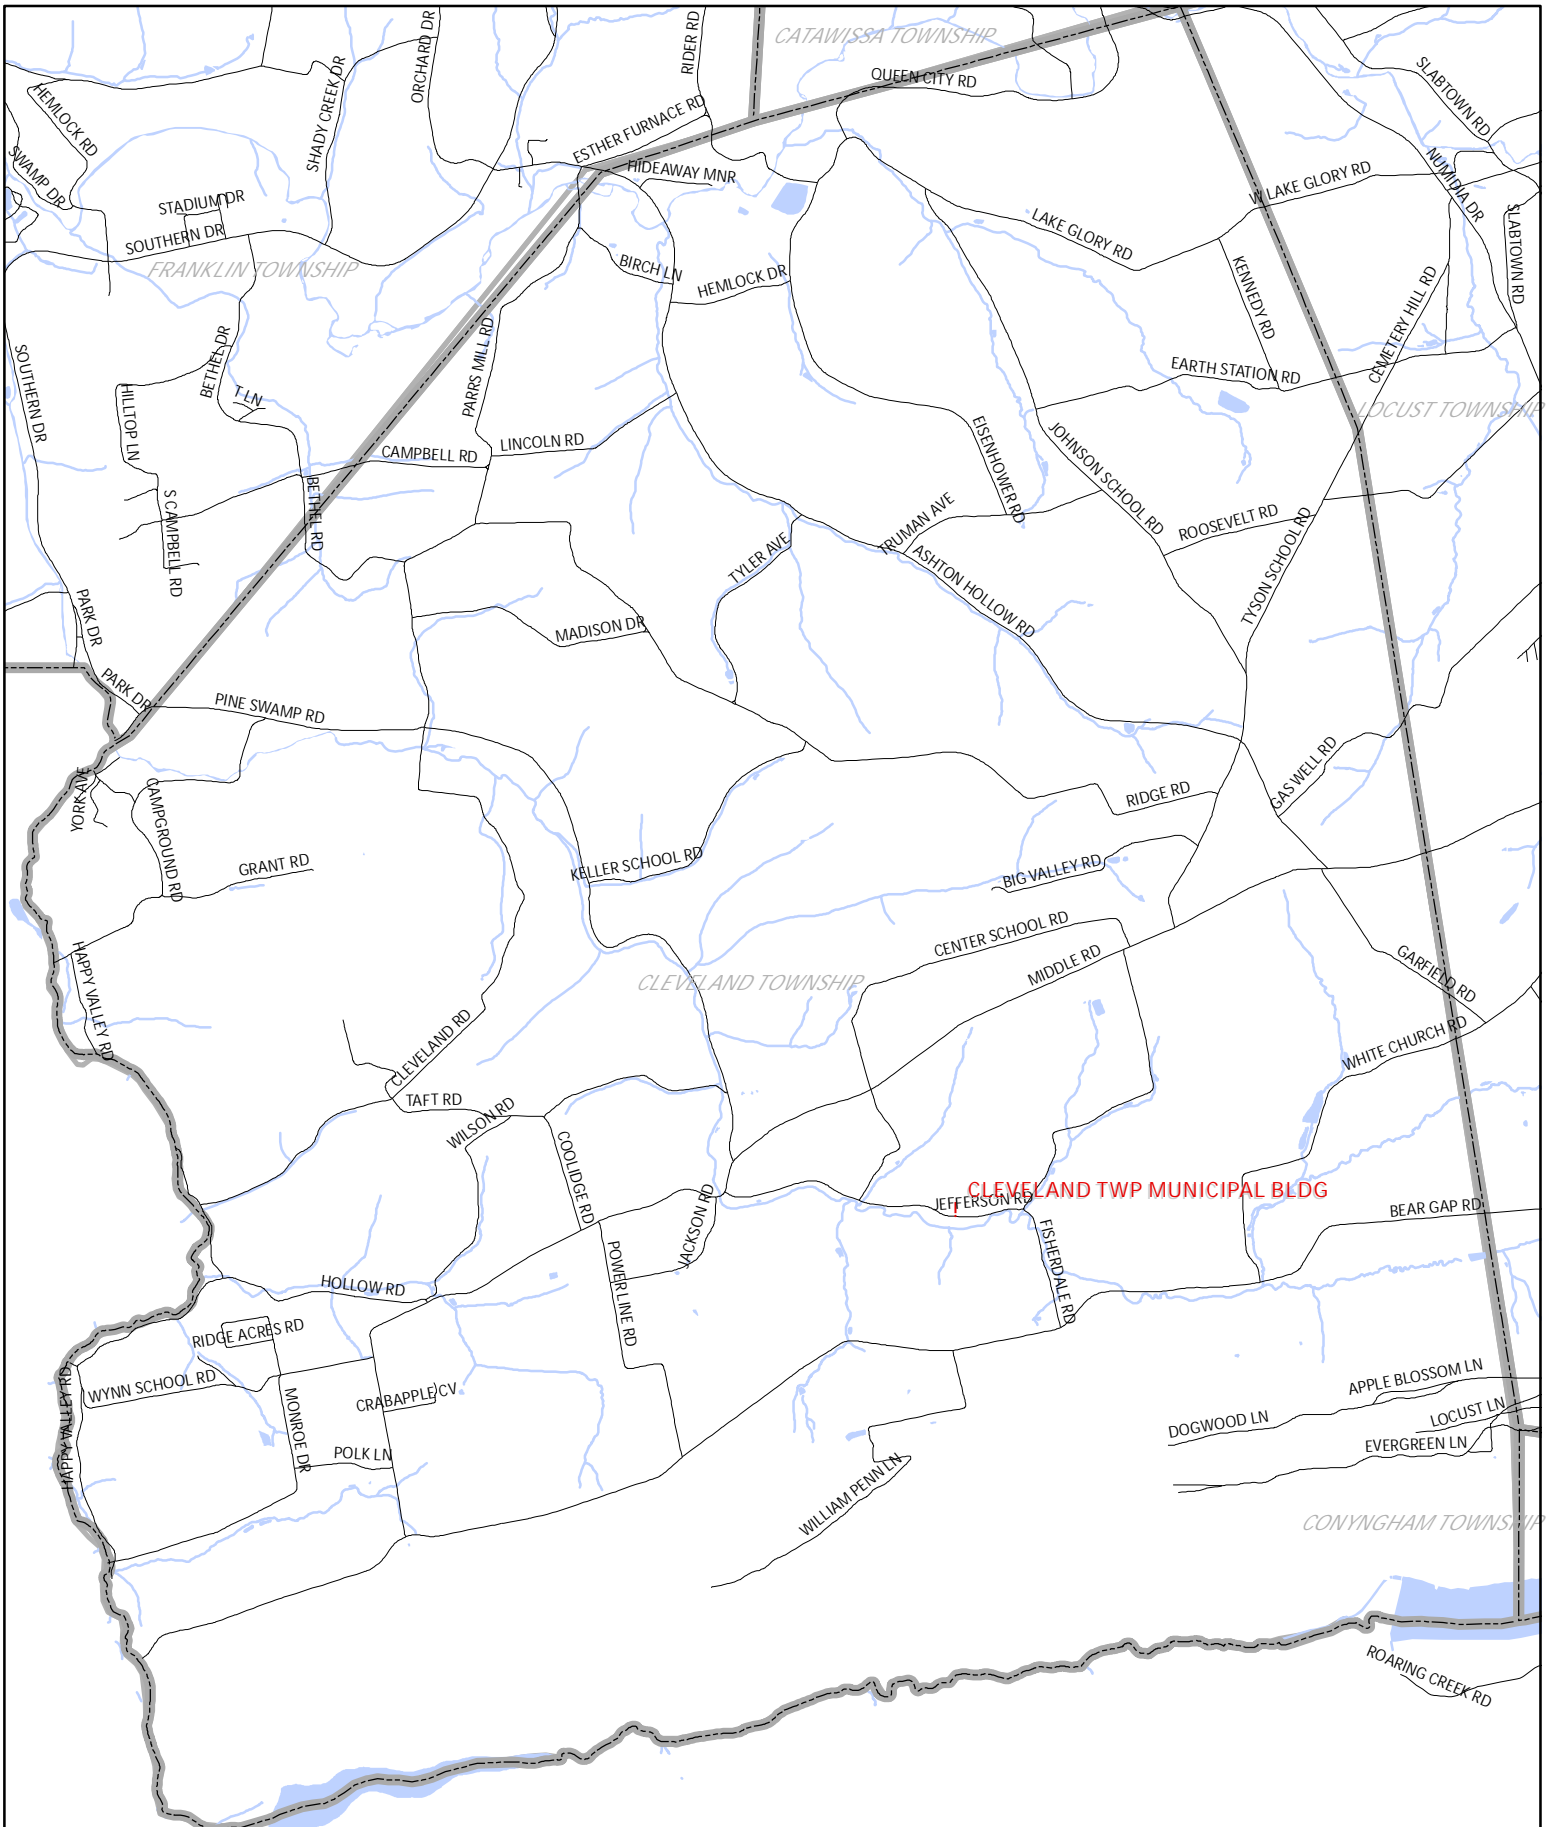 CATAWISSA TOWNSHIP
ORCHARD DR
RIDER RD
QUEEN CITY RD
SLABTOWN RD
HEMLOCK RD
SHADY CREEK DR
ESTHER FURNACE RD
SWAMP DR
HIDEAWAY MNR
NUMIDIA DR
W LAKE GLORY RD
STADIUM DR
SOUTHERN DR
LAKE GLORY RD
SLABTOWN RD
FRANKLIN TOWNSHIP
BIRCH LN
HEMLOCK DR
KENNEDY RD
CEMETERY HILL RD
SOUTHERN DR
BETHEL DR
PARRS MILL RD
EARTH STATION RD
HILLTOP LN
T LN
LOCUST TOWNSHIP
CAMPBELL RD
LINCOLN RD
EISENHOWER RD
JOHNSON SCHOOL RD
S CAMPBELL RD
BETHEL RD
TRUMAN AVE
ROOSEVELT RD
TYLER AVE
ASHTON HOLLOW RD
TYSON SCHOOL RD
PARK DR
MADISON DR
PARK DR
PINE SWAMP RD
YORK AVE
CAMPGROUND RD
RIDGE RD
GAS WELL RD
GRANT RD
KELLER SCHOOL RD
BIG VALLEY RD
CENTER SCHOOL RD
HAPPY VALLEY RD
CLEVELAND TOWNSHIP
MIDDLE RD
GARFIELD RD
CLEVELAND RD
WHITE CHURCH RD
TAFT RD
WILSON RD
COOLIDGE RD
JACKSON RD
JEFFERSON RD
CLEVELAND TWP MUNICIPAL BLDG
BEAR GAP RD
HOLLOW RD
POWER LINE RD
FISHERDALE RD
RIDGE ACRES RD
HAPPY VALLEY RD
WYNN SCHOOL RD
MONROE DR
CRABAPPLE CV
APPLE BLOSSOM LN
DOGWOOD LN
LOCUST LN
POLK LN
EVERGREEN LN
WILLIAM PENN LN
CONYNGHAM TOWNSHIP
ROARING CREEK RD